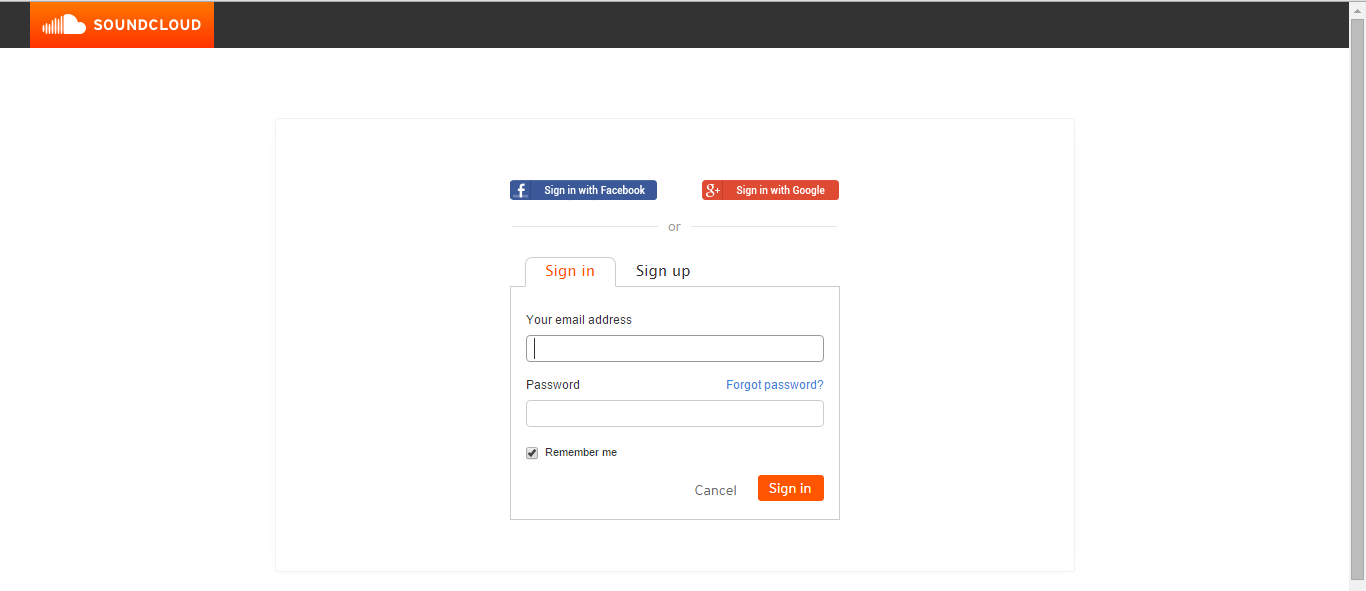 SOUNDCLOUD
Sign in with Facebook
Sign in with Google
or
Sign in
Sign up
Your email address
Password
Forgot password?
Remember me
Cancel
Sign in